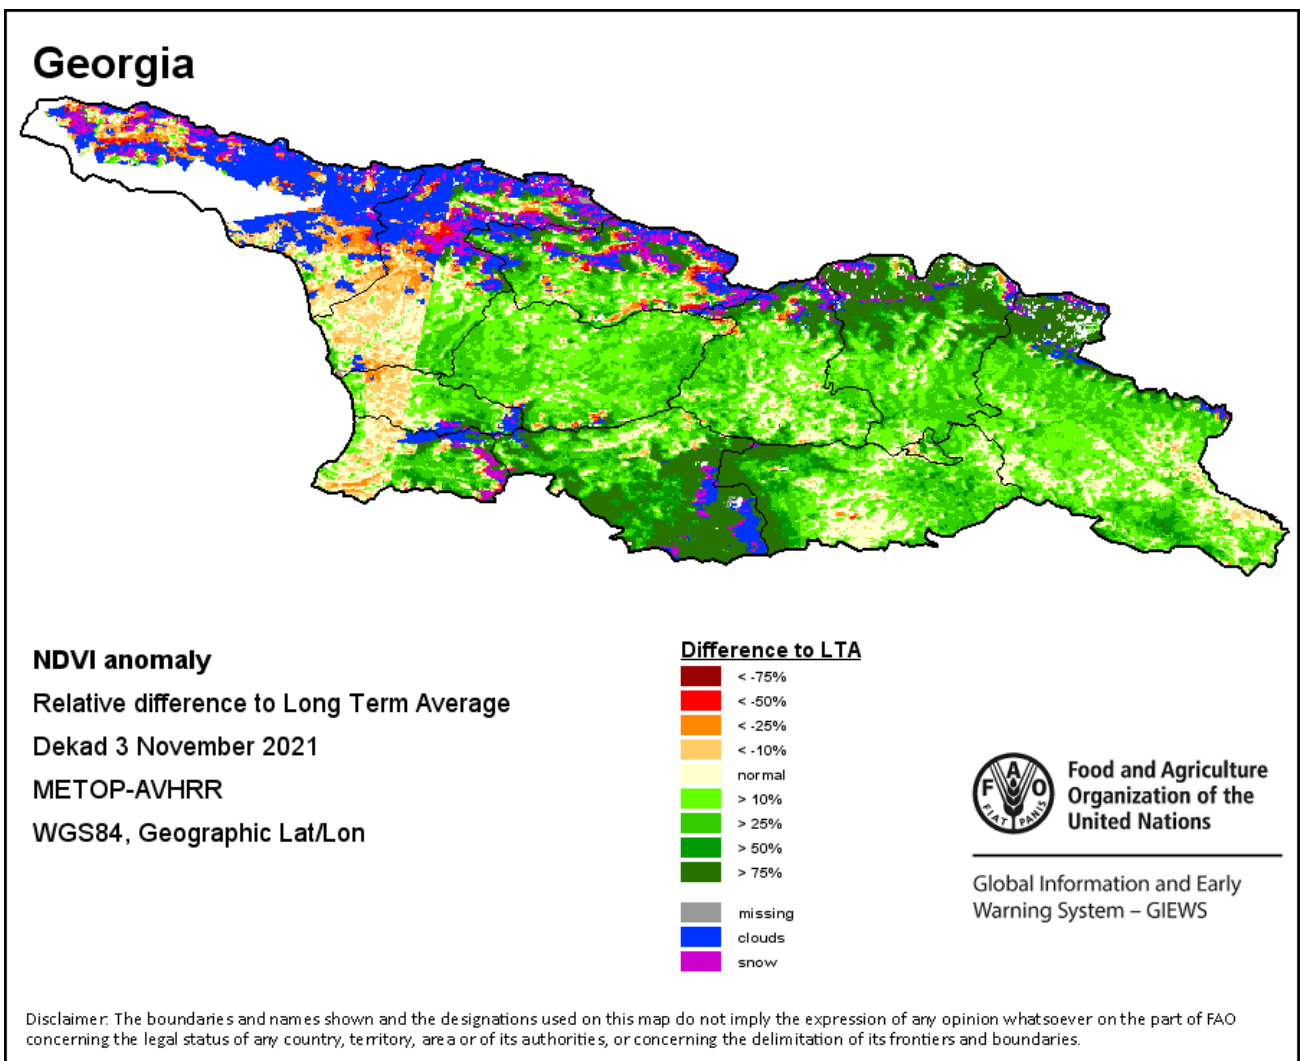 Georgia
NDVI anomaly
Relative difference to Long Term Average
Dekad 3 November 2021
METOP-AVHRR
WGS84, Geographic Lat/Lon
Difference to LTA
< -75%
< -50%
< -25%
< -10%
normal
> 10%
> 25%
> 50%
> 75%
missing
clouds
snow
F A O
FIAT PANIS
Food and Agriculture
Organization of the
United Nations
Global Information and Early
Warning System – GIEWS
Disclaimer: The boundaries and names shown and the designations used on this map do not imply the expression of any opinion whatsoever on the part of FAO
concerning the legal status of any country, territory, area or of its authorities, or concerning the delimitation of its frontiers and boundaries.